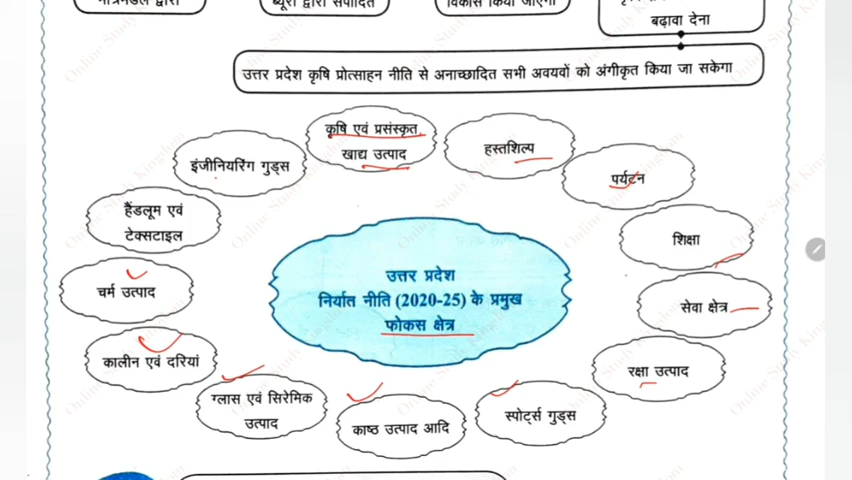 ब्यूरो द्वारा संपादित
विकास किया जाएगा
बढ़ावा देना
उत्तर प्रदेश कृषि प्रोत्साहन नीति से अनाच्छादित सभी अवयवों को अंगीकृत किया जा सकेगा
कृषि एवं प्रसंस्कृत
खाद्य उत्पाद
हस्तशिल्प
पर्यटन
शिक्षा
सेवा क्षेत्र
रक्षा उत्पाद
स्पोर्ट्स गुड्स
काष्ठ उत्पाद आदि
ग्लास एवं सिरेमिक
उत्पाद
कालीन एवं दरियां
चर्म उत्पाद
हैंडलूम एवं
टेक्सटाइल
इंजीनियरिंग गुड्स
उत्तर प्रदेश
निर्यात नीति (2020-25) के प्रमुख
फोकस क्षेत्र